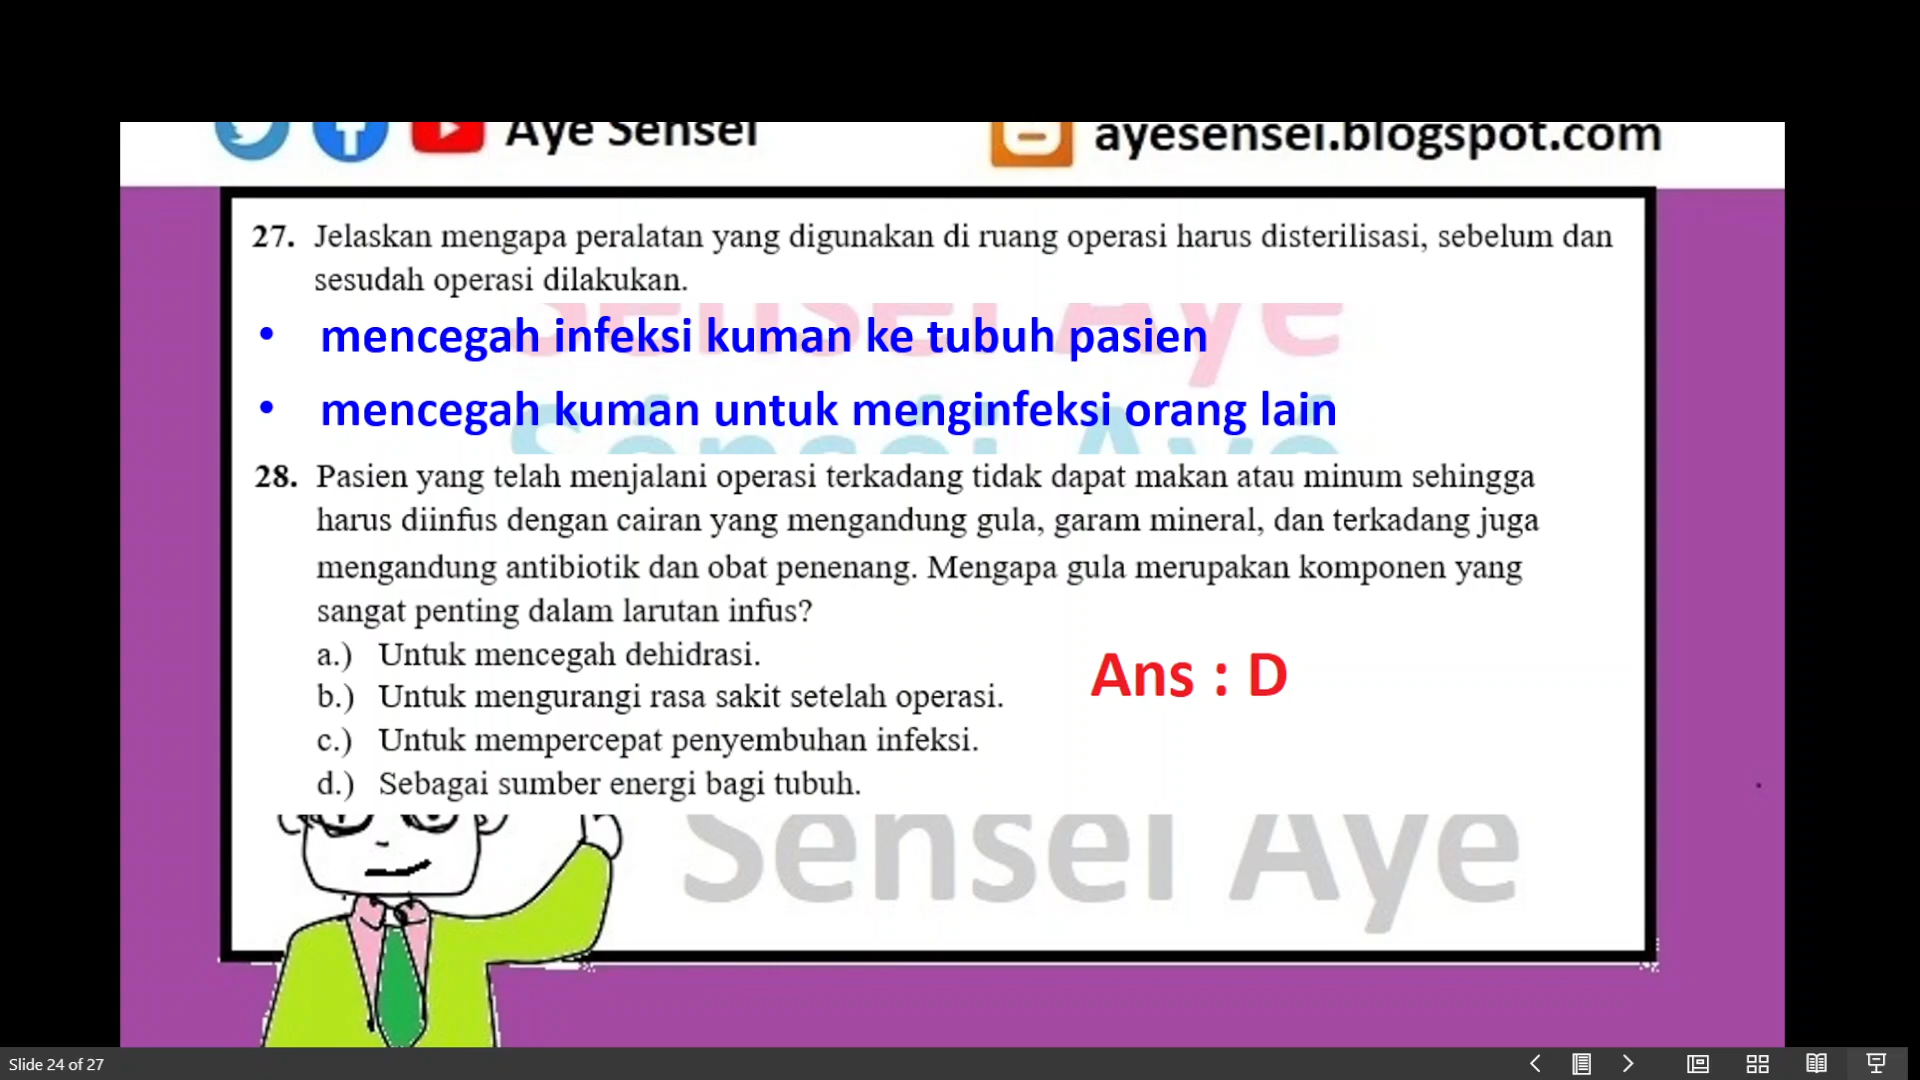 Aye Sensei
ayesensei.blogspot.com
27. Jelaskan mengapa peralatan yang digunakan di ruang operasi harus disterilisasi, sebelum dan
sesudah operasi dilakukan.
Sensei Aye
• mencegah infeksi kuman ke tubuh pasien
• mencegah kuman untuk menginfeksi orang lain
Sensei Aye
28. Pasien yang telah menjalani operasi terkadang tidak dapat makan atau minum sehingga
harus diinfus dengan cairan yang mengandung gula, garam mineral, dan terkadang juga
mengandung antibiotik dan obat penenang. Mengapa gula merupakan komponen yang
sangat penting dalam larutan infus?
a.) Untuk mencegah dehidrasi.
b.) Untuk mengurangi rasa sakit setelah operasi.
c.) Untuk mempercepat penyembuhan infeksi.
d.) Sebagai sumber energi bagi tubuh.
Ans : D
Sensei Aye
Slide 24 of 27